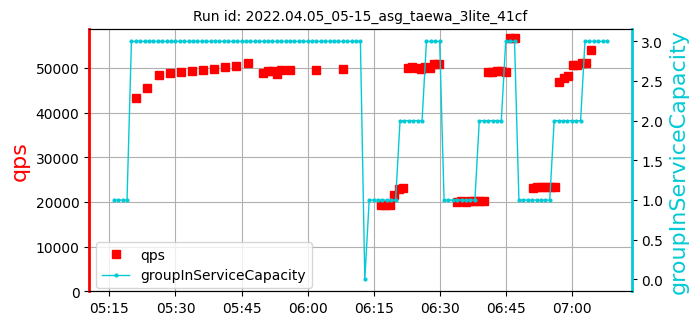 Run id: 2022.04.05_05-15_asg_taewa_3lite_41cf
50000
40000
30000
20000
10000
0
qps
3.0
2.5
2.0
1.5
1.0
0.5
0.0
groupInServiceCapacity
qps
groupInServiceCapacity
05:15 05:30 05:45 06:00 06:15 06:30 06:45 07:00